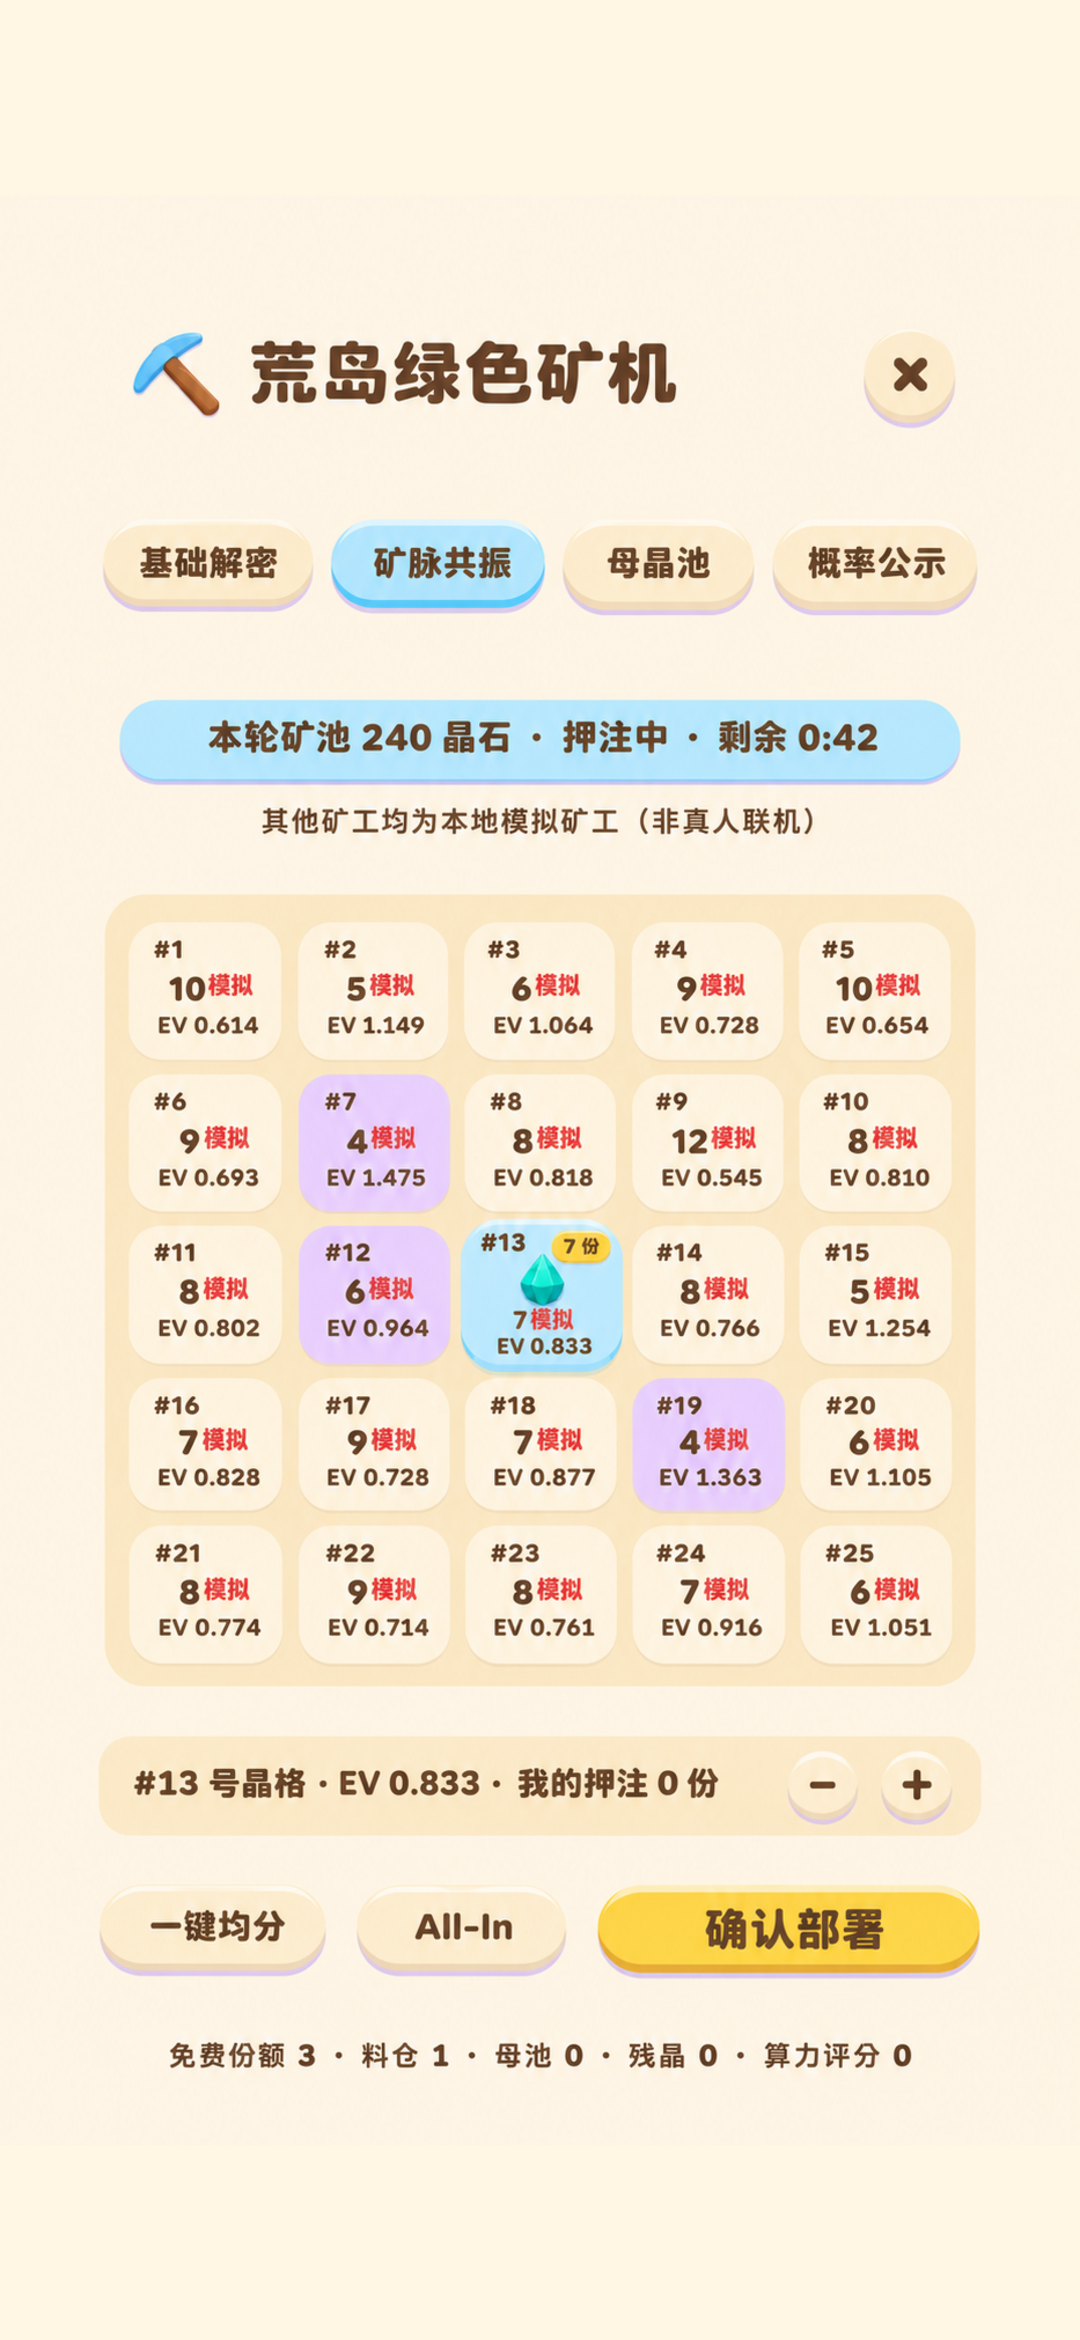 荒岛绿色矿机
基础解密 矿脉共振 母晶池 概率公示
本轮矿池 240 晶石 · 押注中 · 剩余 0:42
其他矿工均为本地模拟矿工（非真人联机）
#1 #2 #3 #4 #5
10模拟 5模拟 6模拟 9模拟 10模拟
EV 0.614 EV 1.149 EV 1.064 EV 0.728 EV 0.654
#6 #7 #8 #9 #10
9模拟 4模拟 8模拟 12模拟 8模拟
EV 0.693 EV 1.475 EV 0.818 EV 0.545 EV 0.810
#11 #12 #13 7 份 #14 #15
8模拟 6模拟 7模拟 8模拟 5模拟
EV 0.802 EV 0.964 EV 0.833 EV 0.766 EV 1.254
#16 #17 #18 #19 #20
7模拟 9模拟 7模拟 4模拟 6模拟
EV 0.828 EV 0.728 EV 0.877 EV 1.363 EV 1.105
#21 #22 #23 #24 #25
8模拟 9模拟 8模拟 7模拟 6模拟
EV 0.774 EV 0.714 EV 0.761 EV 0.916 EV 1.051
#13 号晶格 · EV 0.833 · 我的押注 0 份 − +
一键均分 All-In 确认部署
免费份额 3 · 料仓 1 · 母池 0 · 残晶 0 · 算力评分 0